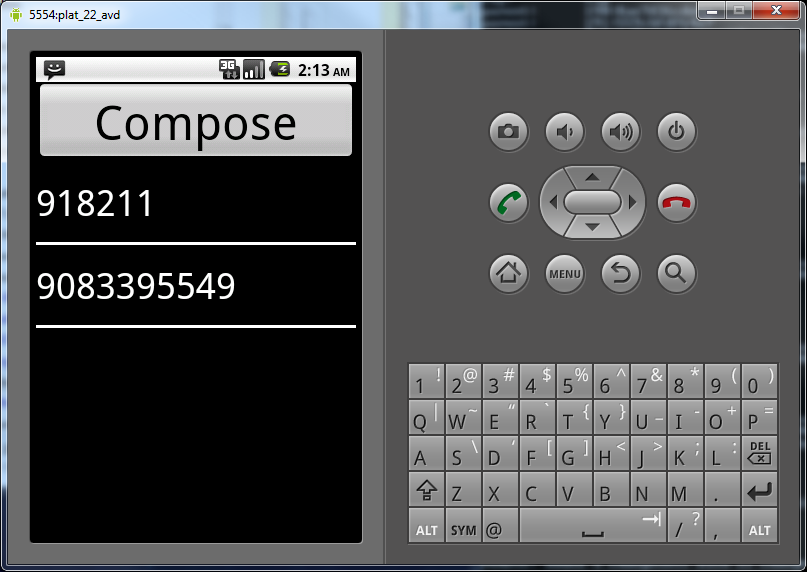 5554:plat_22_avd
3G 2:13 AM
Compose
918211
9083395549
MENU
1 ! 2 @ 3 # 4 $ 5 % 6 ^ 7 & 8 * 9 ( 0 )
Q | W ~ E “ R ` T { Y } U _ I - O + P =
A S \ D ‘ F [ G ] H < J > K ; L : DEL
Z X C V B N M .
ALT SYM @ / ? , ALT